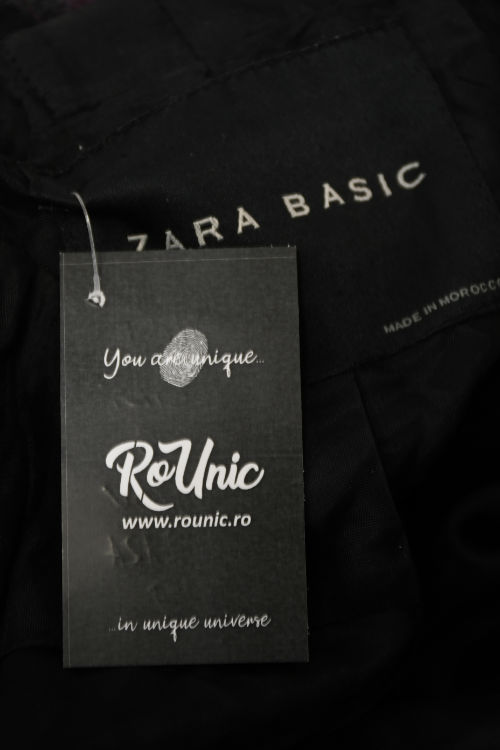 ZARA BASIC
MADE IN MOROCCO
You are unique...
RoUnic
www.rounic.ro
...in unique universe